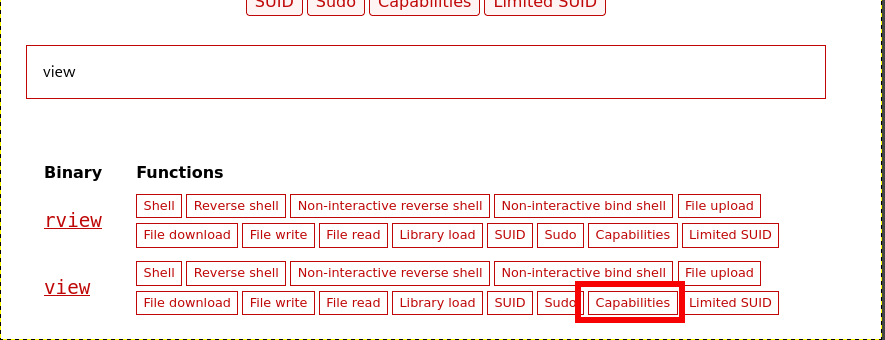 SUID Sudo Capabilities Limited SUID
view
Binary Functions
rview
Shell Reverse shell Non-interactive reverse shell Non-interactive bind shell File upload
File download File write File read Library load SUID Sudo Capabilities Limited SUID
view
Shell Reverse shell Non-interactive reverse shell Non-interactive bind shell File upload
File download File write File read Library load SUID Sudo Capabilities Limited SUID